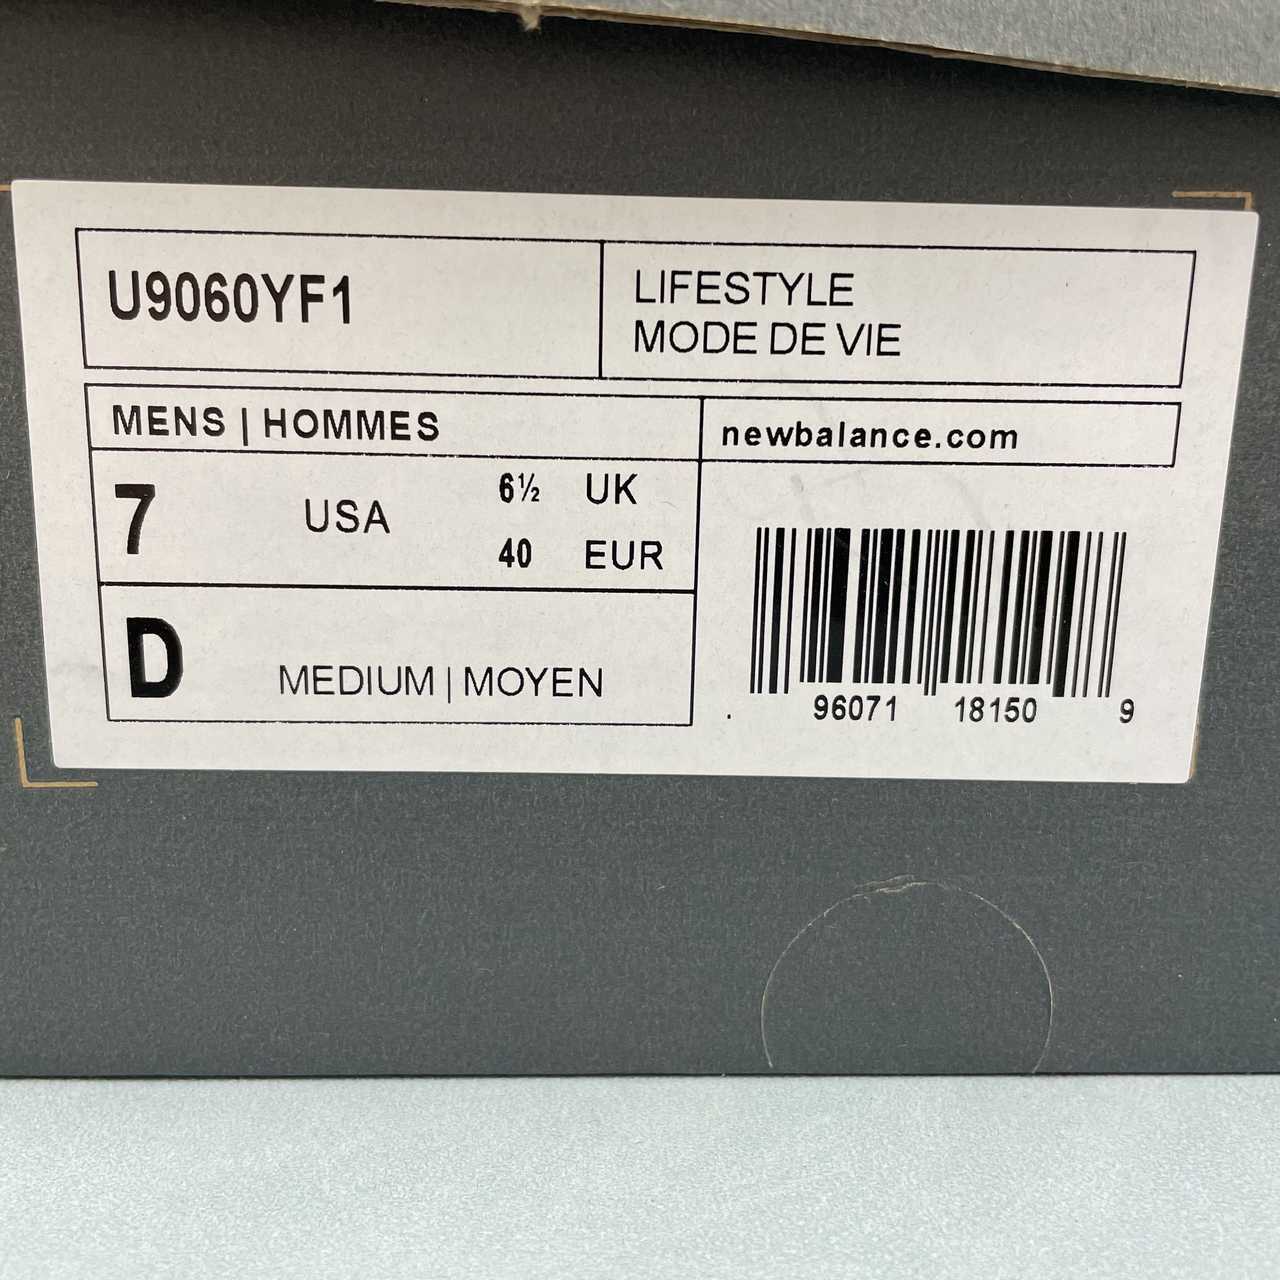 U9060YF1
LIFESTYLE
MODE DE VIE
MENS | HOMMES
newbalance.com
7 USA
6½ UK
40 EUR
D MEDIUM | MOYEN
96071 18150 9